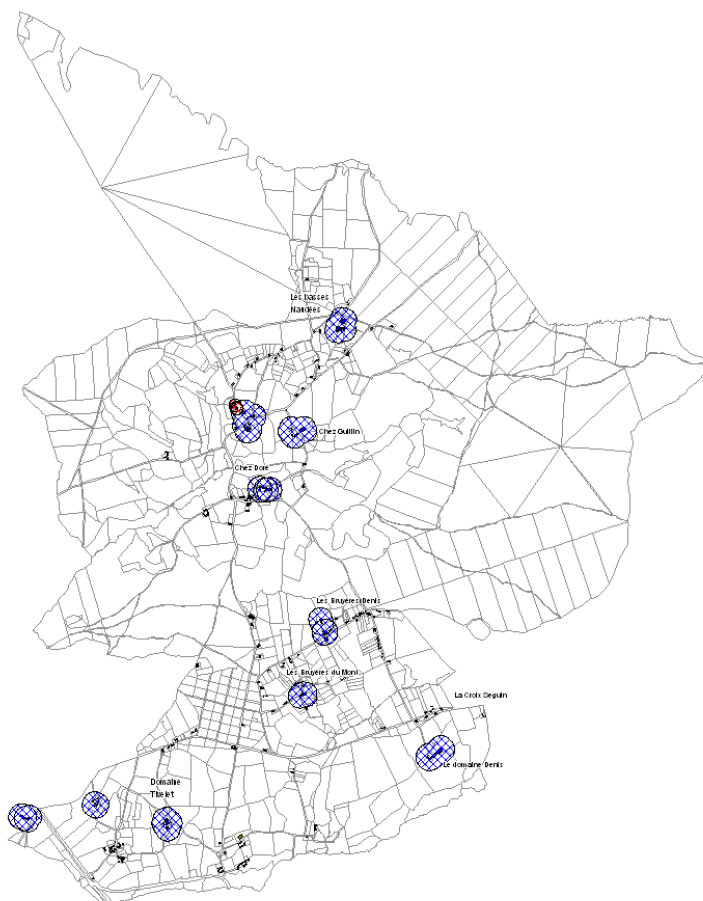 Les basses
Naudées
Chez Guillin
Chez Doré
Les Bruyères Denis
Les Bruyères du Mont
La Croix Deguin
Le domaine Denis
Domaine
Thelet